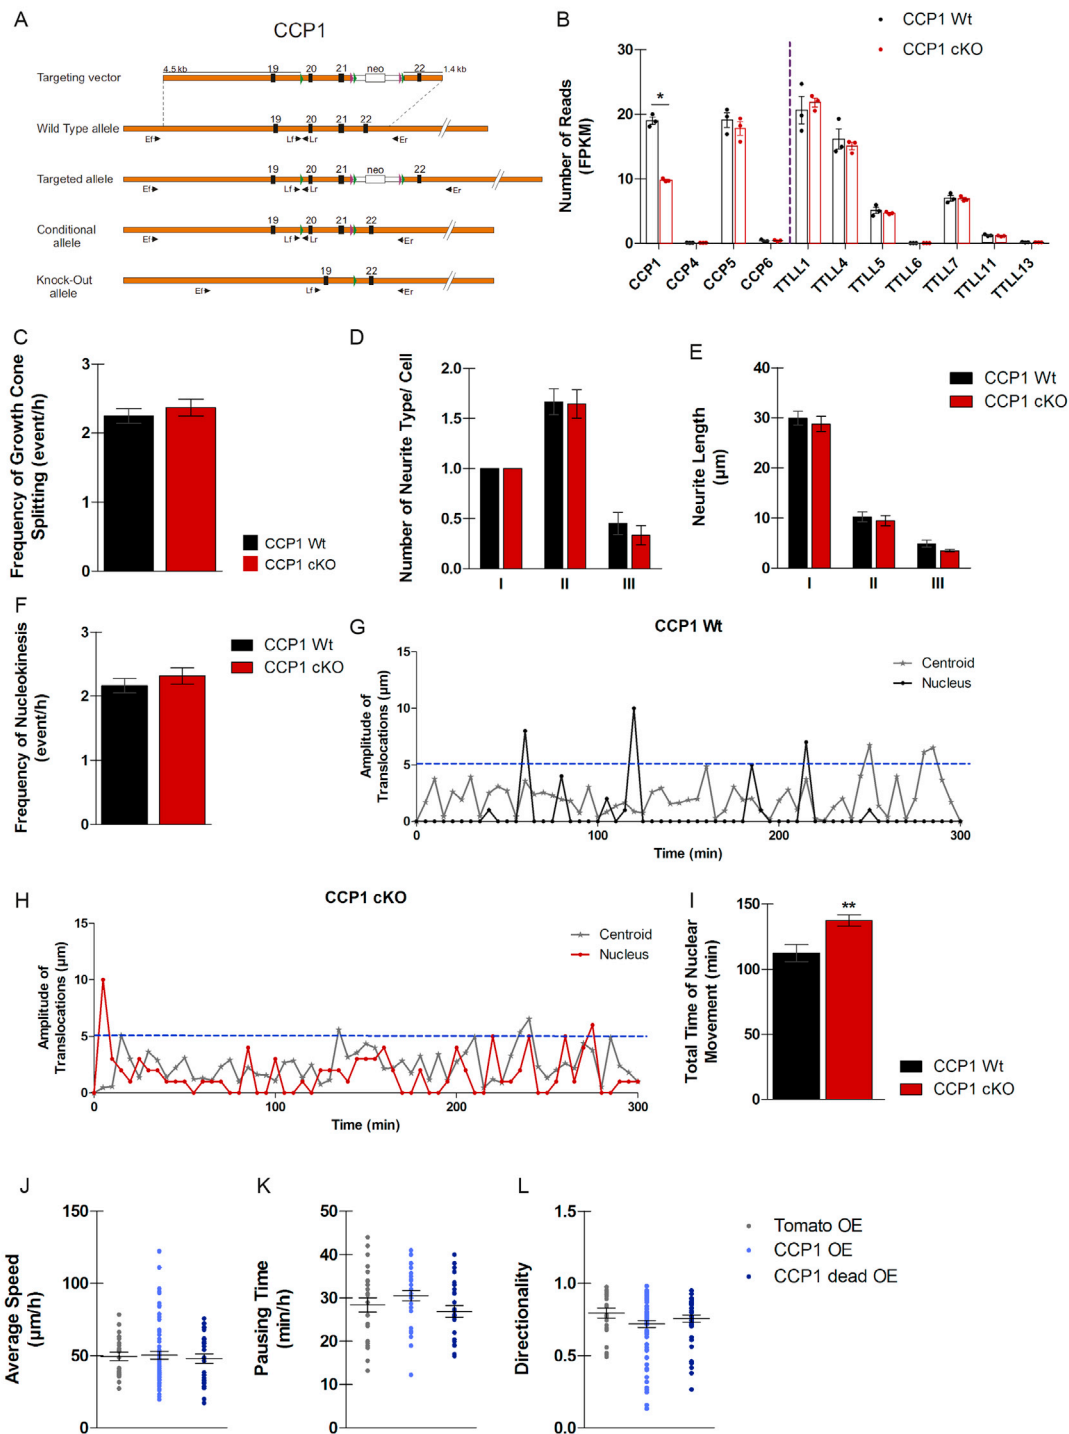 A
CCP1
4.5 kb
19
20
21
neo
22
1.4 kb
Targeting vector
19
20
21
22
Wild Type allele
Ef
Lf
Lr
Er
19
20
21
neo
22
Targeted allele
Ef
Lf
Lr
Er
19
20
22
Conditional
allele
Ef
Lf
Lr
Er
19
22
Knock-Out
allele
Ef
Lf
Er
B
CCP1 Wt
CCP1 cKO
Number of Reads
(FPKM)
30
20
10
0
*
CCP1
CCP4
CCP5
CCP6
TTLL1
TTLL4
TTLL5
TTLL6
TTLL7
TTLL11
TTLL13
C
Frequency of Growth Cone
Splitting (event/h)
3
2
1
0
CCP1 Wt
CCP1 cKO
D
Number of Neurite Type/ Cell
2.0
1.5
1.0
0.5
0.0
I II III
E
Neurite Length
(µm)
40
30
20
10
0
I II III
CCP1 Wt
CCP1 cKO
F
Frequency of Nucleokinesis
(event/h)
3
2
1
0
CCP1 Wt
CCP1 cKO
G
CCP1 Wt
Amplitude of
Translocations (µm)
15
10
5
0
Centroid
Nucleus
0 100 200 300
Time (min)
H
CCP1 cKO
Amplitude of
Translocations (µm)
15
10
5
0
Centroid
Nucleus
0 100 200 300
Time (min)
I
Total Time of Nuclear
Movement (min)
150
100
50
0
**
CCP1 Wt
CCP1 cKO
J
Average Speed
(µm/h)
150
100
50
0
K
Pausing Time
(min/h)
50
40
30
20
10
0
L
Directionality
1.5
1.0
0.5
0.0
Tomato OE
CCP1 OE
CCP1 dead OE